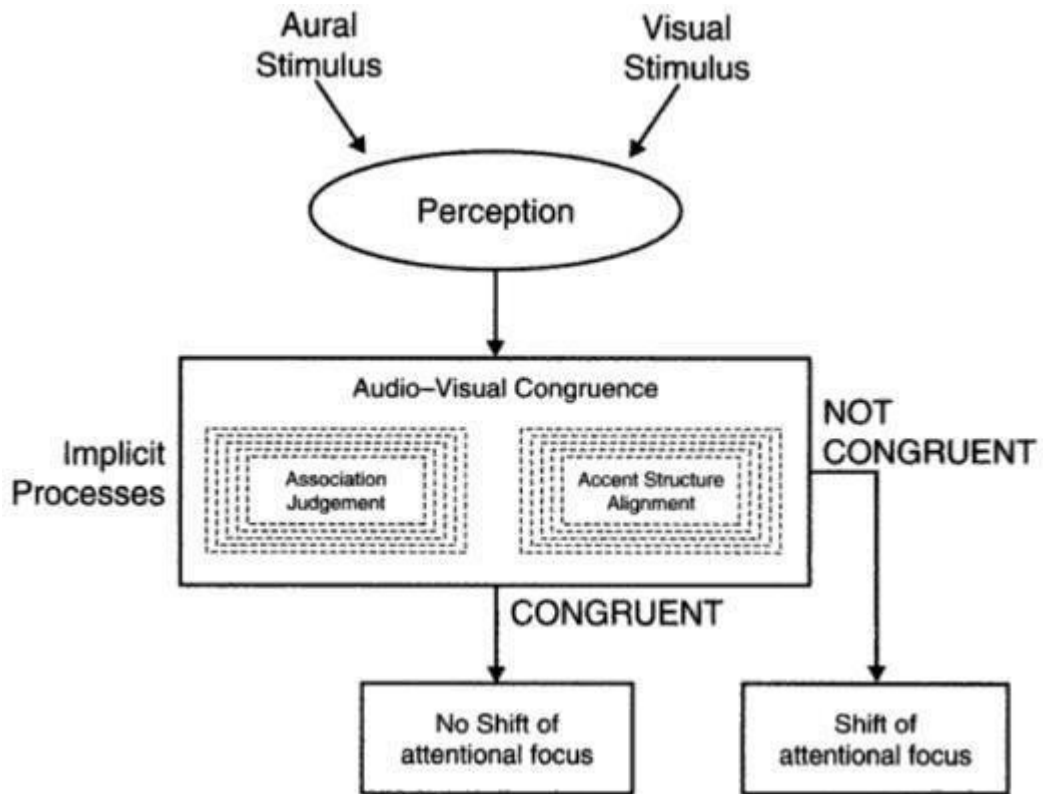 Aural
Stimulus
Visual
Stimulus
Perception
Audio–Visual Congruence
Implicit
Processes
Association
Judgement
Accent Structure
Alignment
NOT
CONGRUENT
CONGRUENT
No Shift of
attentional focus
Shift of
attentional focus